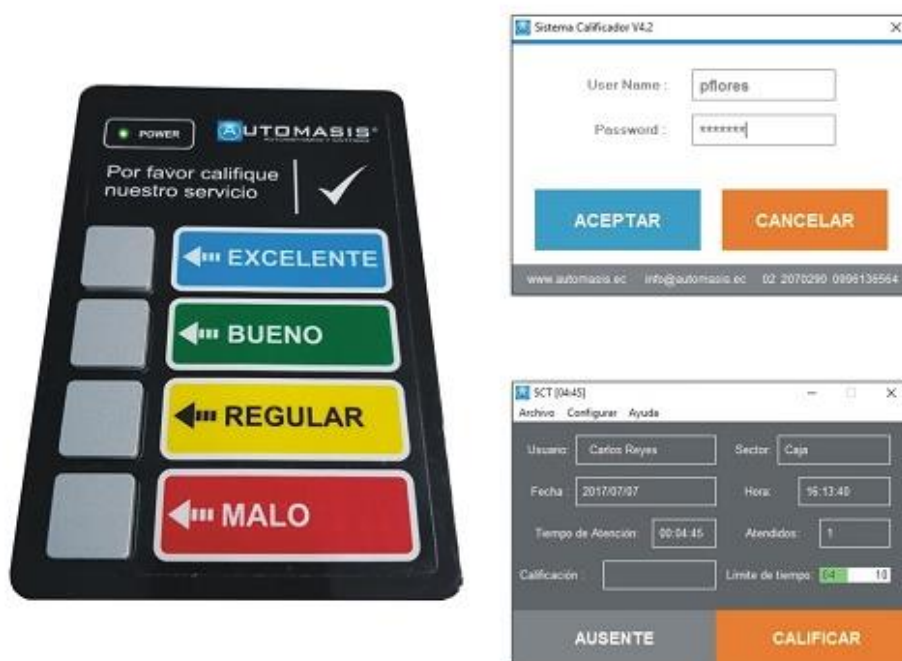 POWER
AUTOMASIS
Por favor califique
nuestro servicio
EXCELENTE
BUENO
REGULAR
MALO
Sistema Calificador V4.2
User Name :
pflores
Password :
*******
ACEPTAR
CANCELAR
www.automasis.ec info@automasis.ec 02 2070290 0996136564
SCT [04:45]
Archivo Configurar Ayuda
Usuario: Carlos Reyes Sector: Caja
Fecha : 2017/07/07 Hora: 16:13:40
Tiempo de Atención: 00:04:45 Atendidos: 1
Calificación: Límite de tiempo: 04 10
AUSENTE
CALIFICAR